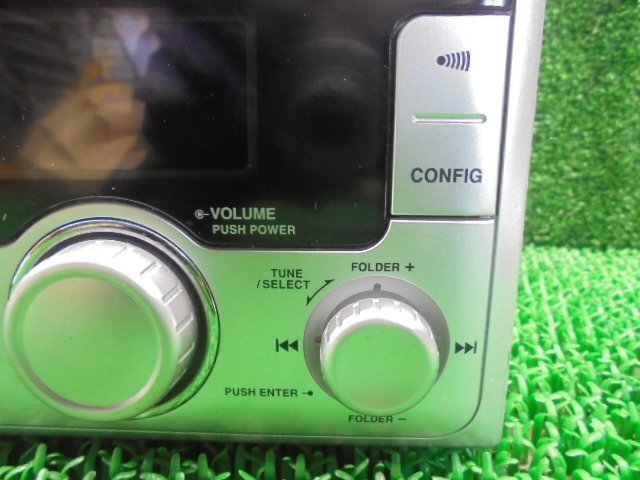 CONFIG
VOLUME
PUSH POWER
TUNE
/SELECT
FOLDER +
PUSH ENTER
FOLDER −